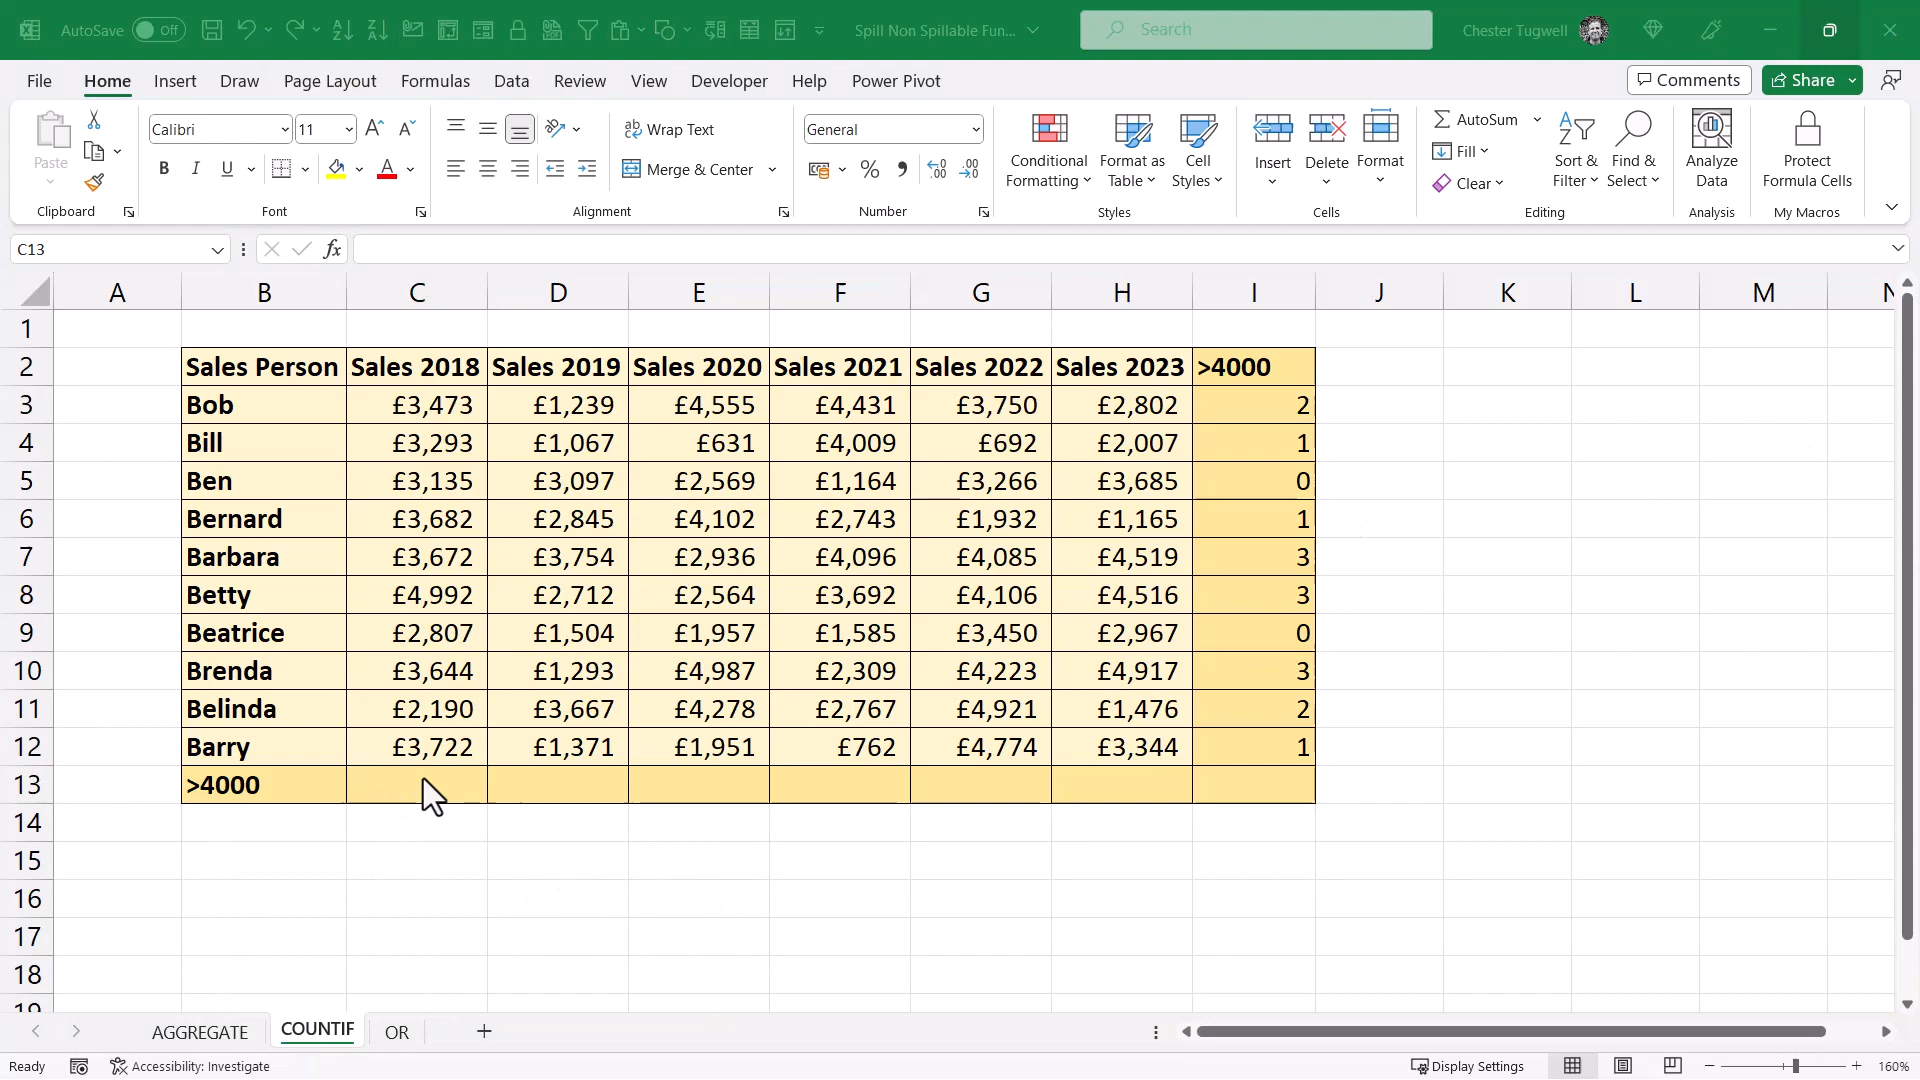 AutoSave Off Spill Non Spillable Fun... Search Chester Tugwell
File Home Insert Draw Page Layout Formulas Data Review View Developer Help Power Pivot Comments Share
Paste
Clipboard
Calibri 11
B I U A
Font
Wrap Text
Merge & Center
Alignment
General
%
Number
Conditional Formatting
Format as Table
Cell Styles
Styles
Insert Delete Format
Cells
AutoSum
Fill
Clear
Sort & Filter
Find & Select
Editing
Analyze Data
Analysis
Protect Formula Cells
My Macros
C13 fx
A B C D E F G H I J K L M N
1
2 Sales Person Sales 2018 Sales 2019 Sales 2020 Sales 2021 Sales 2022 Sales 2023 >4000
3 Bob £3,473 £1,239 £4,555 £4,431 £3,750 £2,802 2
4 Bill £3,293 £1,067 £631 £4,009 £692 £2,007 1
5 Ben £3,135 £3,097 £2,569 £1,164 £3,266 £3,685 0
6 Bernard £3,682 £2,845 £4,102 £2,743 £1,932 £1,165 1
7 Barbara £3,672 £3,754 £2,936 £4,096 £4,085 £4,519 3
8 Betty £4,992 £2,712 £2,564 £3,692 £4,106 £4,516 3
9 Beatrice £2,807 £1,504 £1,957 £1,585 £3,450 £2,967 0
10 Brenda £3,644 £1,293 £4,987 £2,309 £4,223 £4,917 3
11 Belinda £2,190 £3,667 £4,278 £2,767 £4,921 £1,476 2
12 Barry £3,722 £1,371 £1,951 £762 £4,774 £3,344 1
13 >4000
14
15
16
17
18
19
AGGREGATE COUNTIF OR
Ready Accessibility: Investigate Display Settings 160%